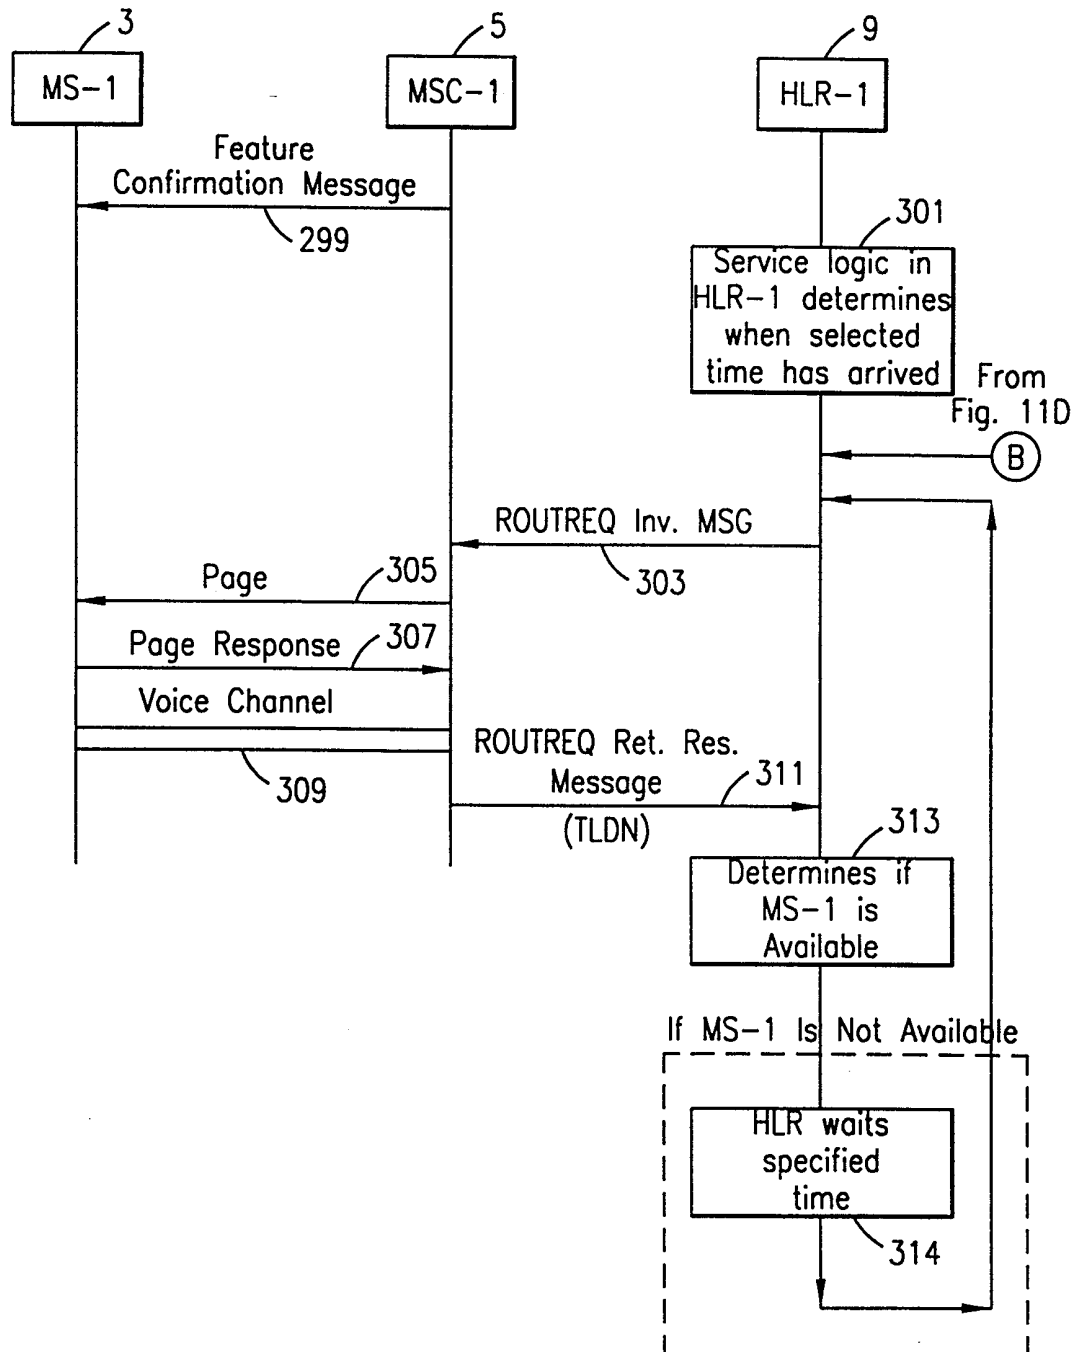 3
5
9
MS-1
MSC-1
HLR-1
Feature
Confirmation Message
299
301
Service logic in
HLR-1 determines
when selected
time has arrived
From
Fig. 11D
B
ROUTREQ Inv. MSG
303
Page
305
Page Response
307
Voice Channel
309
ROUTREQ Ret. Res.
Message
311
(TLDN)
313
Determines if
MS-1 is
Available
If MS-1 Is Not Available
HLR waits
specified
time
314